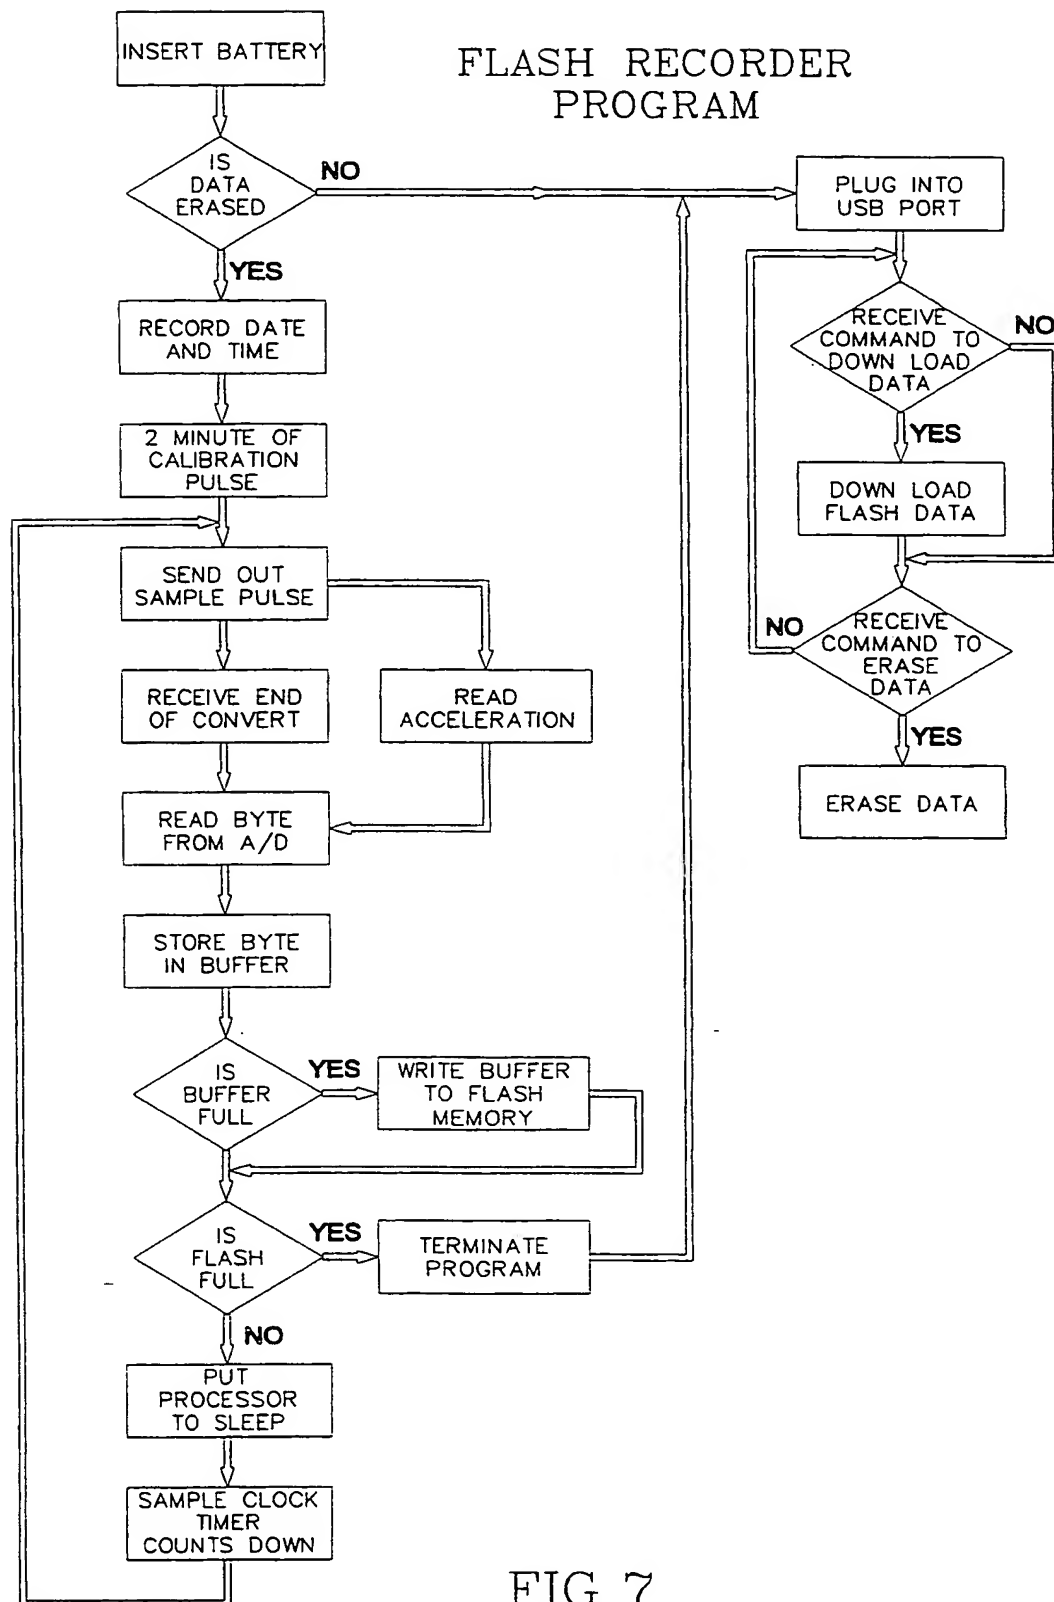 INSERT BATTERY
FLASH RECORDER
PROGRAM
IS
DATA
ERASED
NO
YES
RECORD DATE
AND TIME
2 MINUTE OF
CALIBRATION
PULSE
SEND OUT
SAMPLE PULSE
RECEIVE END
OF CONVERT
READ
ACCELERATION
READ BYTE
FROM A/D
STORE BYTE
IN BUFFER
IS
BUFFER
FULL
YES
WRITE BUFFER
TO FLASH
MEMORY
IS
FLASH
FULL
YES
TERMINATE
PROGRAM
NO
PUT
PROCESSOR
TO SLEEP
SAMPLE CLOCK
TIMER
COUNTS DOWN
PLUG INTO
USB PORT
RECEIVE
COMMAND TO
DOWN LOAD
DATA
NO
YES
DOWN LOAD
FLASH DATA
RECEIVE
COMMAND TO
ERASE
DATA
NO
YES
ERASE DATA
FIG 7